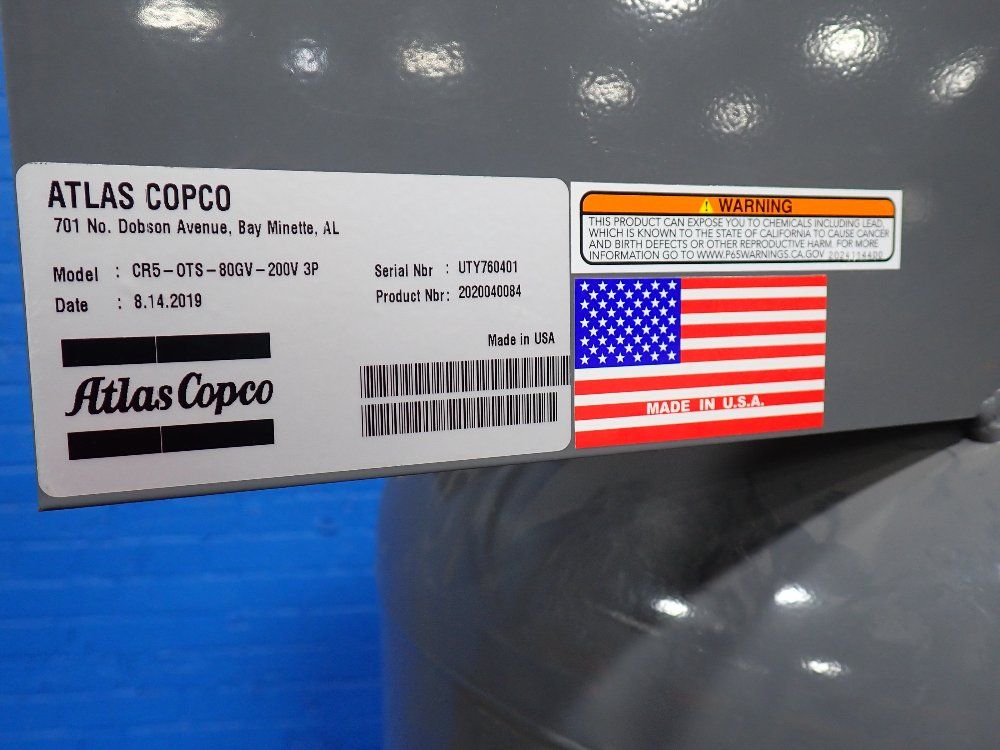 ATLAS COPCO
701 No. Dobson Avenue, Bay Minette, AL
Model : CR5-OTS-80GV-200V 3P
Date : 8.14.2019
Serial Nbr : UTY760401
Product Nbr: 2020040084
Made in USA
Atlas Copco
WARNING
THIS PRODUCT CAN EXPOSE YOU TO CHEMICALS INCLUDING LEAD,
WHICH IS KNOWN TO THE STATE OF CALIFORNIA TO CAUSE CANCER
AND BIRTH DEFECTS OR OTHER REPRODUCTIVE HARM. FOR MORE
INFORMATION GO TO WWW.P65WARNINGS.CA.GOV
MADE IN U.S.A.